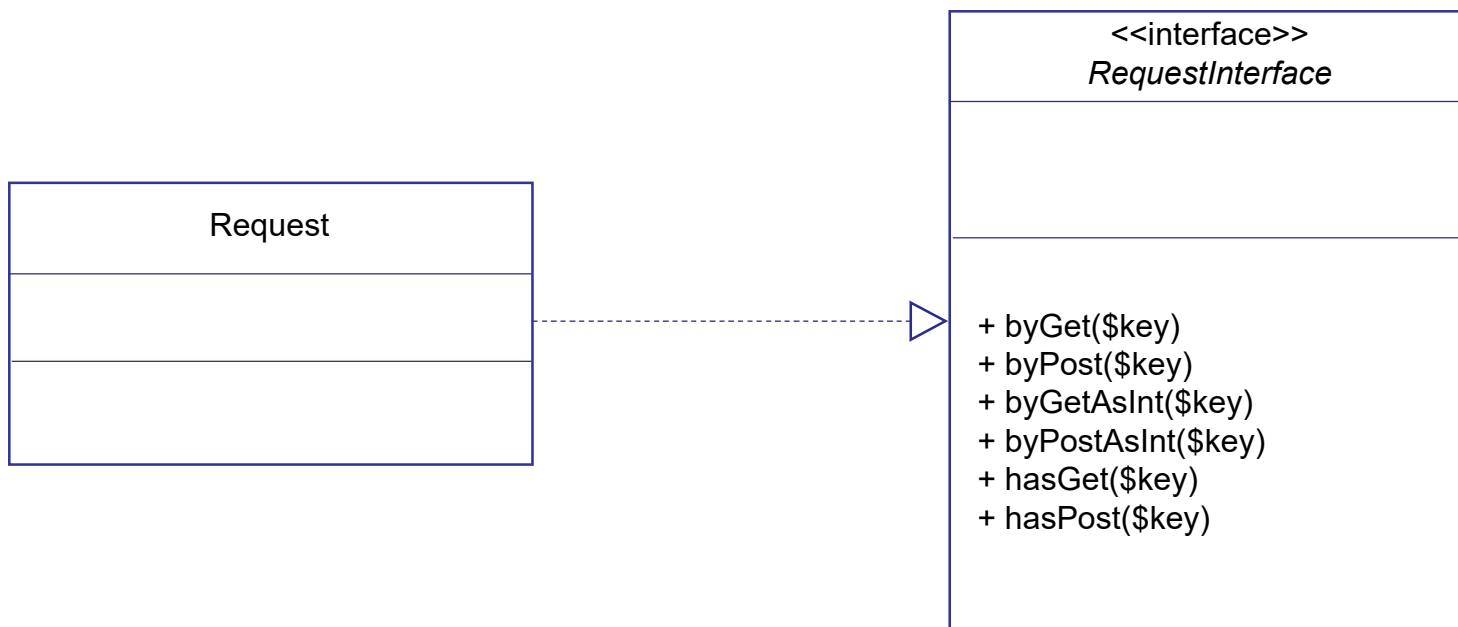 <<interface>>
RequestInterface
Request
+ byGet($key)
+ byPost($key)
+ byGetAsInt($key)
+ byPostAsInt($key)
+ hasGet($key)
+ hasPost($key)